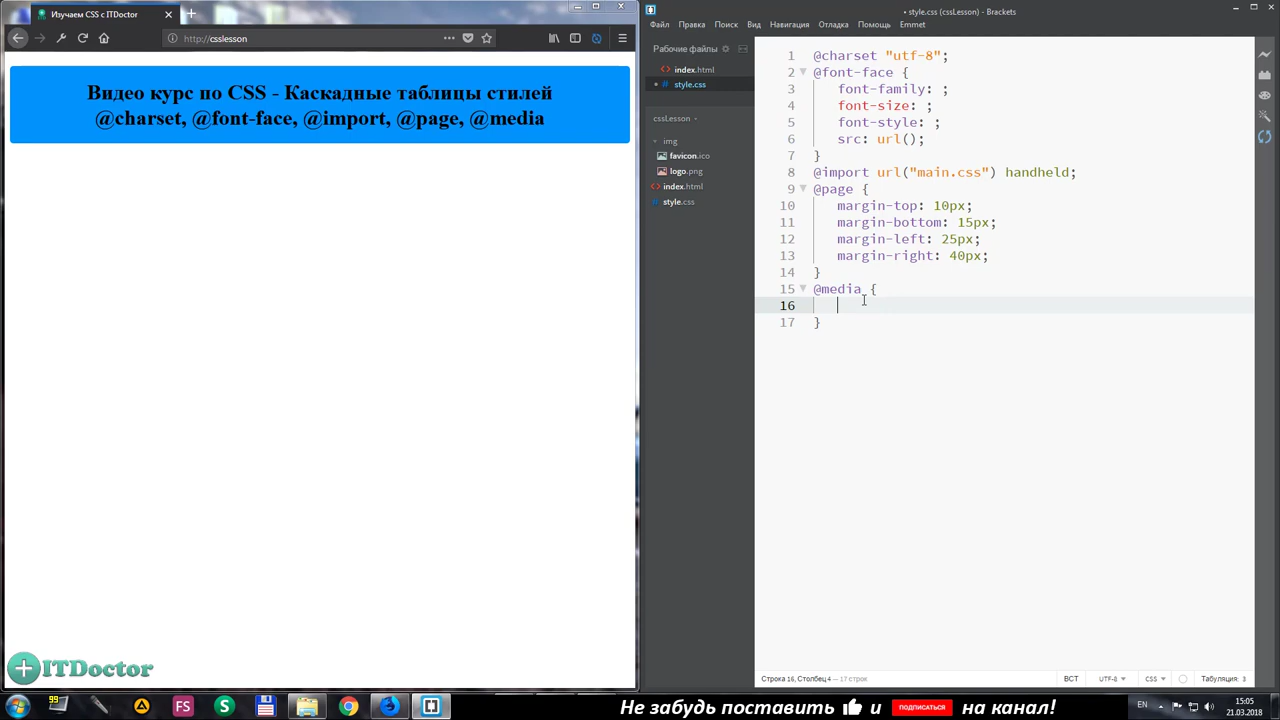 Изучаем CSS с ITDoctor
http://csslesson
Видео курс по CSS - Каскадные таблицы стилей
@charset, @font-face, @import, @page, @media
ITDoctor
• style.css (cssLesson) - Brackets
Файл Правка Поиск Вид Навигация Отладка Помощь Emmet
Рабочие файлы
index.html
style.css
cssLesson
img
favicon.ico
logo.png
index.html
style.css
1 @charset "utf-8";
2 @font-face {
3 font-family: ;
4 font-size: ;
5 font-style: ;
6 src: url();
7 }
8 @import url("main.css") handheld;
9 @page {
10 margin-top: 10px;
11 margin-bottom: 15px;
12 margin-left: 25px;
13 margin-right: 40px;
14 }
15 @media {
16
17 }
Строка 16, Столбец 4 — 17 строк
ВСТ UTF-8 CSS Табуляция: 3
99 FS S
Не забудь поставить и ПОДПИСАТЬСЯ на канал!
EN 15:05
21.03.2018